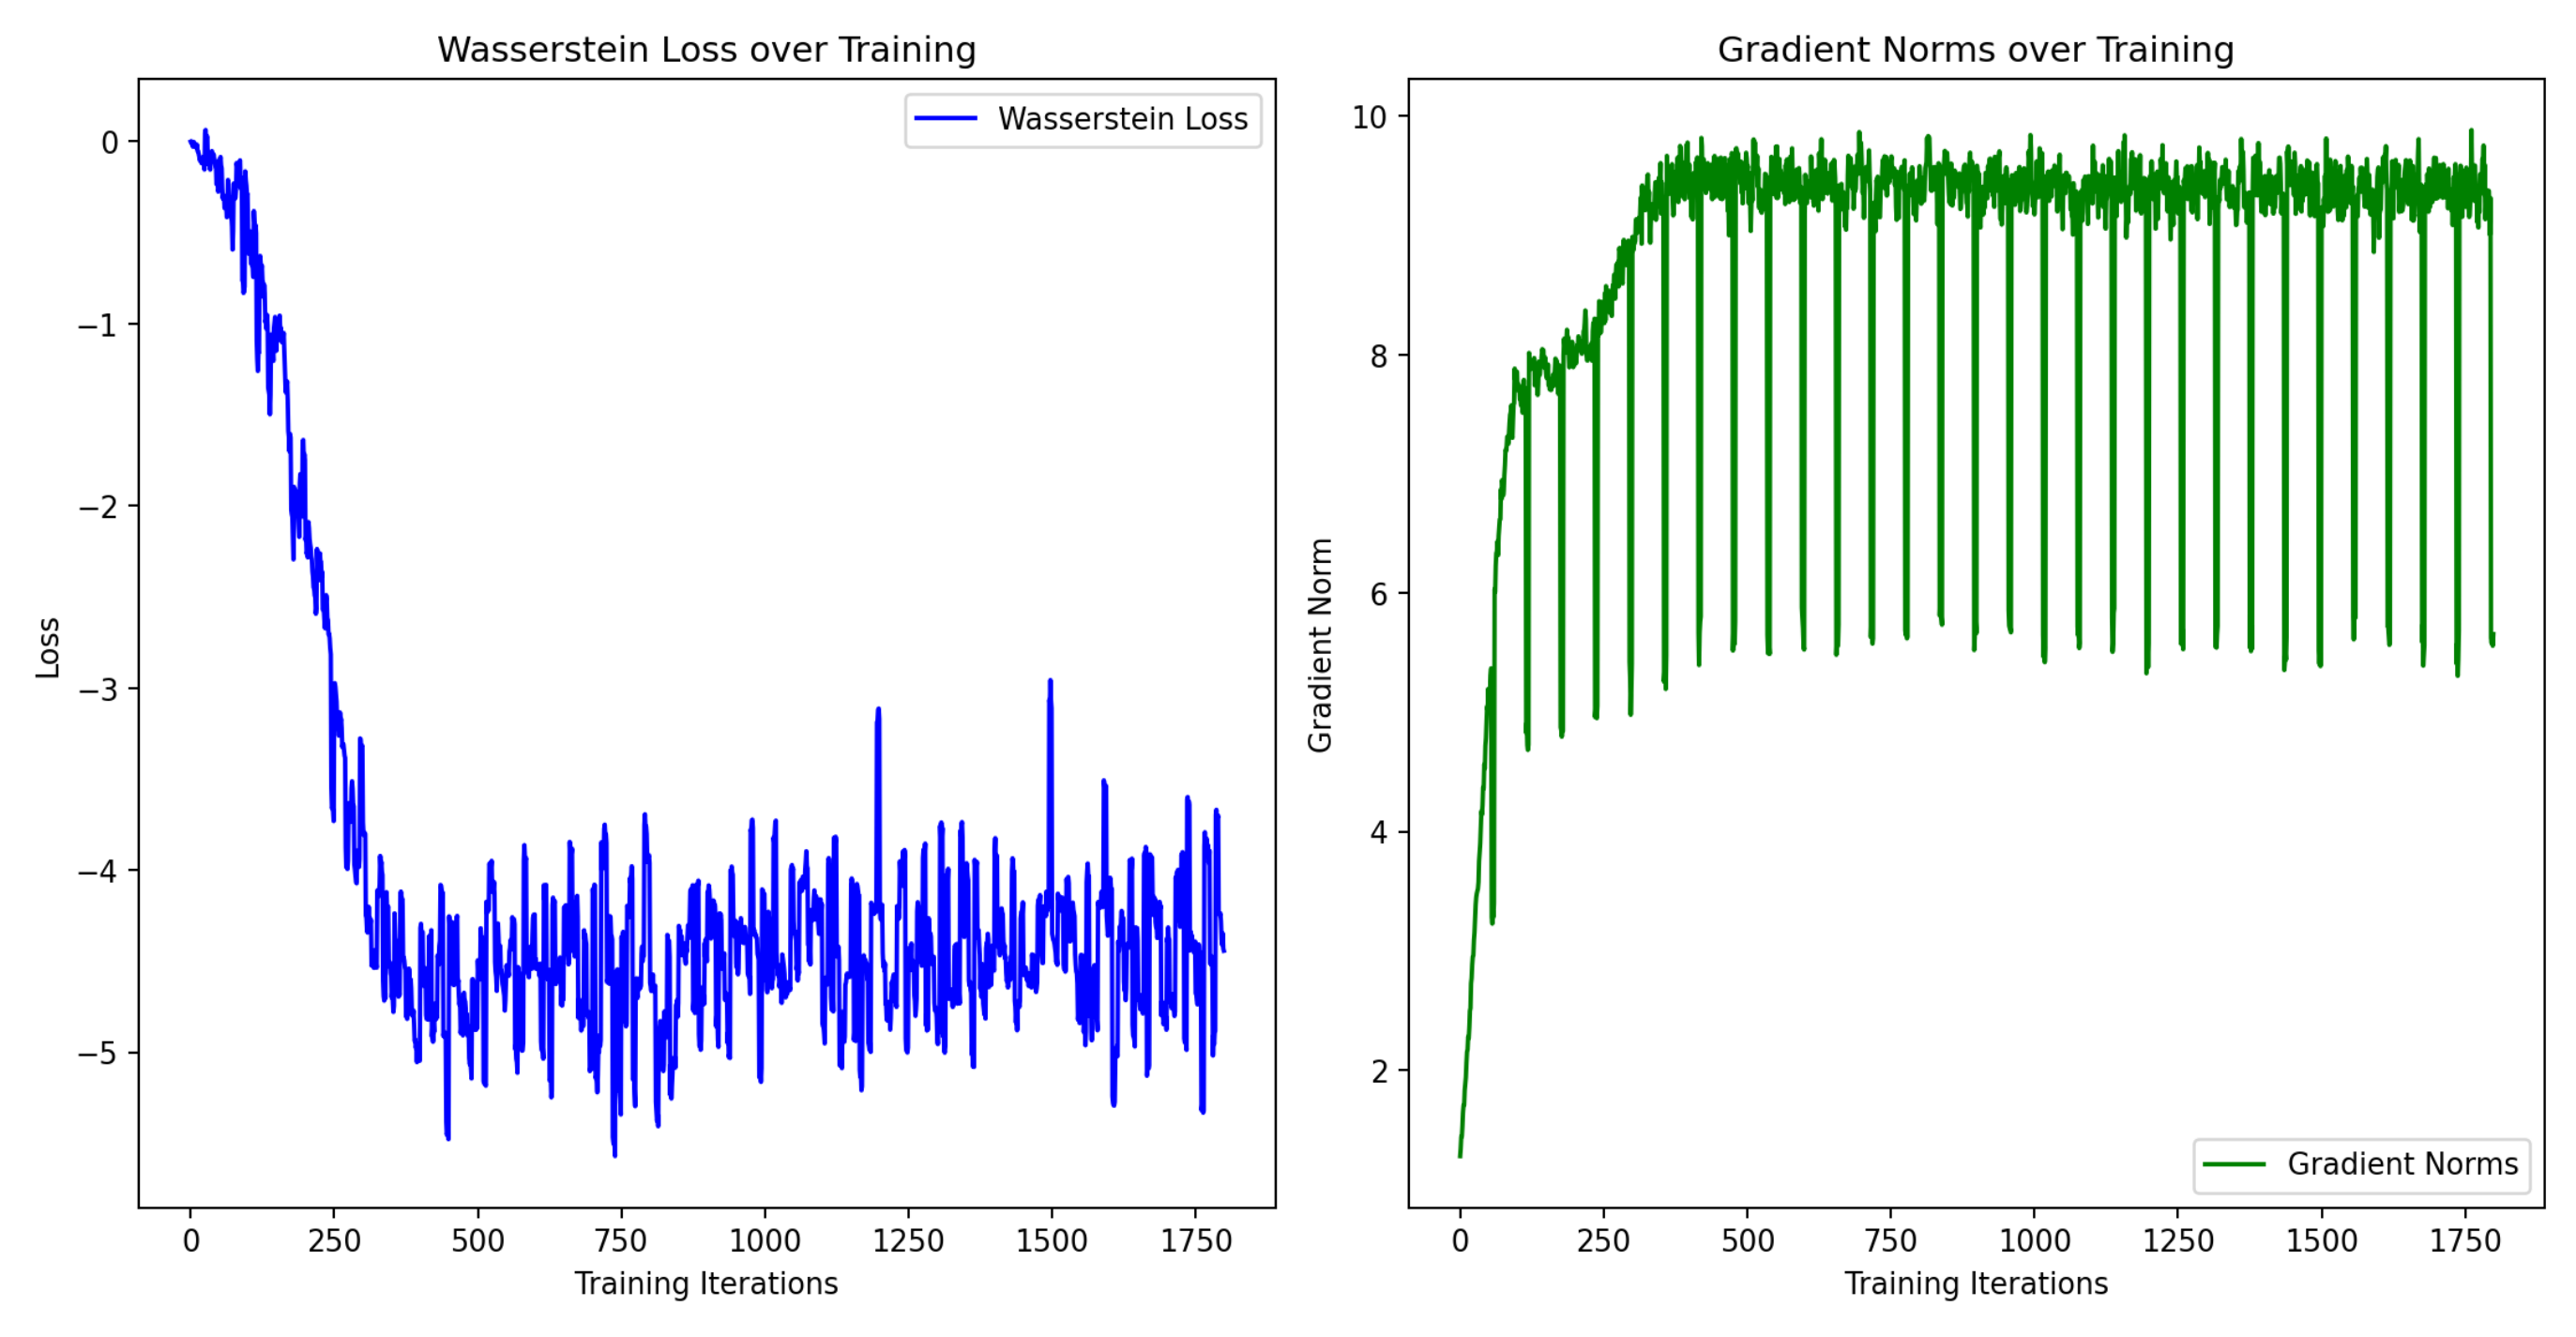 Wasserstein Loss over Training
Wasserstein Loss
0
−1
−2
−3
−4
−5
Loss
0 250 500 750 1000 1250 1500 1750
Training Iterations
Gradient Norms over Training
10
8
6
4
2
Gradient Norm
Gradient Norms
0 250 500 750 1000 1250 1500 1750
Training Iterations